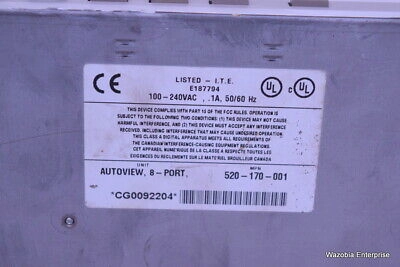 CE
LISTED - I.T.E.
E187794
100-240VAC , .1A, 50/60 Hz
UL
C UL
THIS DEVICE COMPLIES WITH PART 15 OF THE FCC RULES. OPERATION IS
SUBJECT TO THE FOLLOWING TWO CONDITIONS: (1) THIS DEVICE MAY NOT CAUSE
HARMFUL INTERFERENCE, AND (2) THIS DEVICE MUST ACCEPT ANY INTERFERENCE
RECEIVED, INCLUDING INTERFERENCE THAT MAY CAUSE UNDESIRED OPERATION.
THIS CLASS A DIGITAL APPARATUS MEETS ALL REQUIREMENTS OF
THE CANADIAN INTERFERENCE-CAUSING EQUIPMENT REGULATIONS.
CET APPAREIL NUMERIQUE DE LA CLASSE A RESPECTE TOUTES LES
EXIGENCES DU REGLEMENTE SUR LE MATERIEL BROUILLEUR CANADA
UNIT
MPN
AUTOVIEW, 8-PORT,
520-170-001
*CG0092204*
Wazobia Enterprise